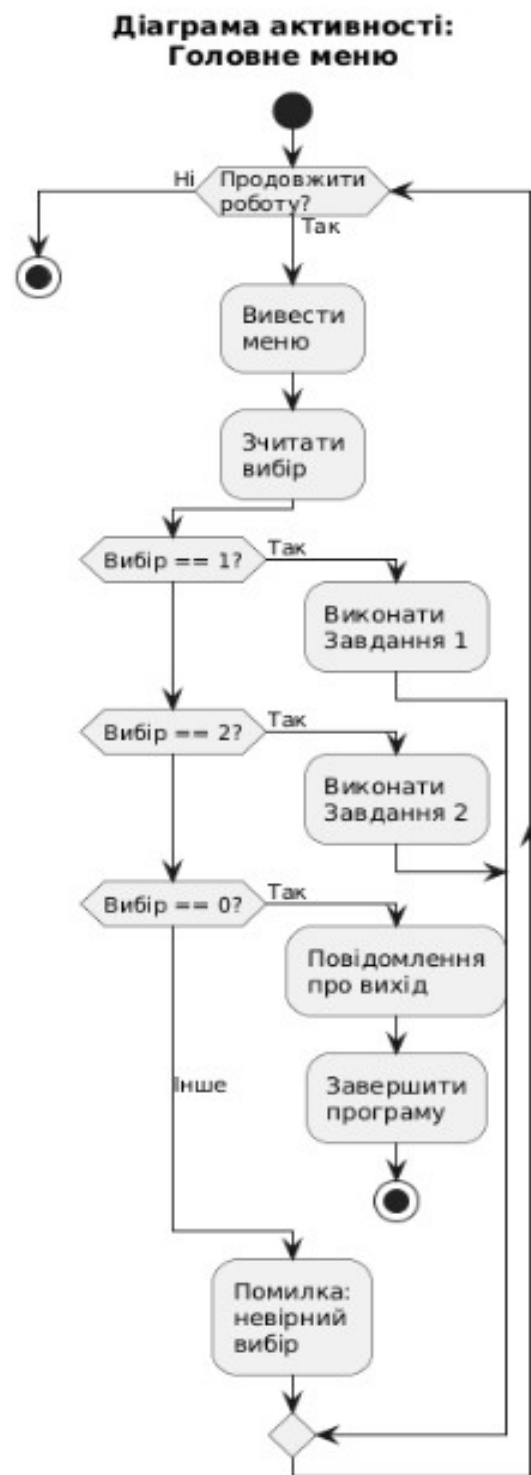 Діаграма активності:
Головне меню
Ні
Продовжити
роботу?
Так
Вивести
меню
Зчитати
вибір
Вибір == 1?
Так
Виконати
Завдання 1
Вибір == 2?
Так
Виконати
Завдання 2
Вибір == 0?
Так
Повідомлення
про вихід
Інше
Завершити
програму
Помилка:
невірний
вибір